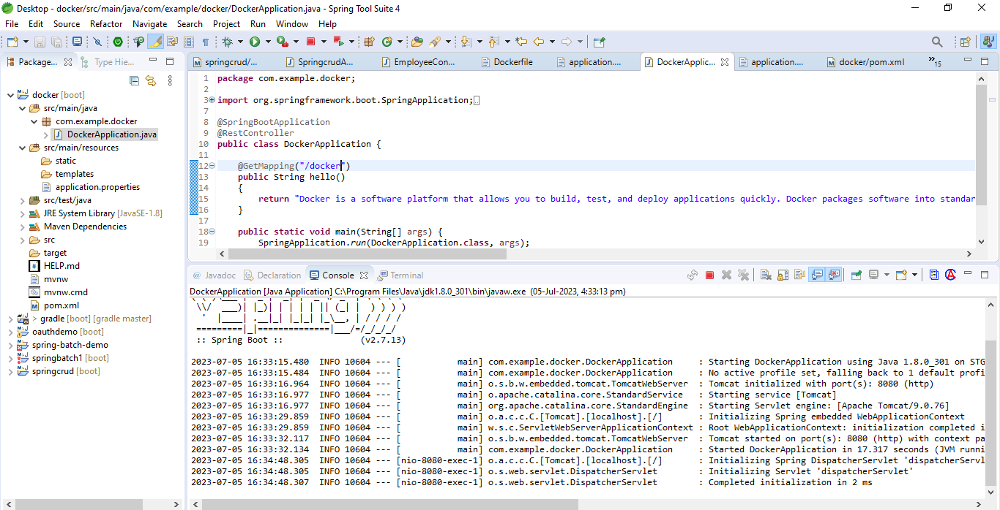 Desktop - docker/src/main/java/com/example/docker/DockerApplication.java - Spring Tool Suite 4
File Edit Source Refactor Navigate Search Project Run Window Help
Package... Type Hie...
springcrud/... SpringcrudA... EmployeeCon... Dockerfile application.... DockerApplic... application.... docker/pom.xml »15
docker [boot]
src/main/java
com.example.docker
DockerApplication.java
src/main/resources
static
templates
application.properties
src/test/java
JRE System Library [JavaSE-1.8]
Maven Dependencies
src
target
HELP.md
mvnw
mvnw.cmd
pom.xml
> gradle [boot] [gradle master]
oauthdemo [boot]
spring-batch-demo
springbatch1 [boot]
springcrud [boot]
1 package com.example.docker;
2
3 import org.springframework.boot.SpringApplication;
7
8 @SpringBootApplication
9 @RestController
10 public class DockerApplication {
11
12 @GetMapping("/docker")
13 public String hello()
14 {
15 return "Docker is a software platform that allows you to build, test, and deploy applications quickly. Docker packages software into standar
16 }
17
18 public static void main(String[] args) {
19 SpringApplication.run(DockerApplication.class, args);
@ Javadoc Declaration Console Terminal
DockerApplication [Java Application] C:\Program Files\Java\jdk1.8.0_301\bin\javaw.exe (05-Jul-2023, 4:33:13 pm)
\\/  ___)| |_)| | | | | || (_| |  ) ) ) )
'  |____| .__|_| |_|_| |_\__, | / / / /
=========|_|==============|___/=/_/_/_/
:: Spring Boot :: (v2.7.13)
2023-07-05 16:33:15.480 INFO 10604 --- [ main] com.example.docker.DockerApplication : Starting DockerApplication using Java 1.8.0_301 on STG
2023-07-05 16:33:15.484 INFO 10604 --- [ main] com.example.docker.DockerApplication : No active profile set, falling back to 1 default profi
2023-07-05 16:33:16.964 INFO 10604 --- [ main] o.s.b.w.embedded.tomcat.TomcatWebServer : Tomcat initialized with port(s): 8080 (http)
2023-07-05 16:33:16.977 INFO 10604 --- [ main] o.apache.catalina.core.StandardService : Starting service [Tomcat]
2023-07-05 16:33:16.977 INFO 10604 --- [ main] org.apache.catalina.core.StandardEngine : Starting Servlet engine: [Apache Tomcat/9.0.76]
2023-07-05 16:33:29.859 INFO 10604 --- [ main] o.a.c.c.C.[Tomcat].[localhost].[/] : Initializing Spring embedded WebApplicationContext
2023-07-05 16:33:29.859 INFO 10604 --- [ main] w.s.c.ServletWebServerApplicationContext : Root WebApplicationContext: initialization completed i
2023-07-05 16:33:32.117 INFO 10604 --- [ main] o.s.b.w.embedded.tomcat.TomcatWebServer : Tomcat started on port(s): 8080 (http) with context pa
2023-07-05 16:33:32.134 INFO 10604 --- [ main] com.example.docker.DockerApplication : Started DockerApplication in 17.317 seconds (JVM runni
2023-07-05 16:34:48.305 INFO 10604 --- [nio-8080-exec-1] o.a.c.c.C.[Tomcat].[localhost].[/] : Initializing Spring DispatcherServlet 'dispatcherServl
2023-07-05 16:34:48.305 INFO 10604 --- [nio-8080-exec-1] o.s.web.servlet.DispatcherServlet : Initializing Servlet 'dispatcherServlet'
2023-07-05 16:34:48.307 INFO 10604 --- [nio-8080-exec-1] o.s.web.servlet.DispatcherServlet : Completed initialization in 2 ms